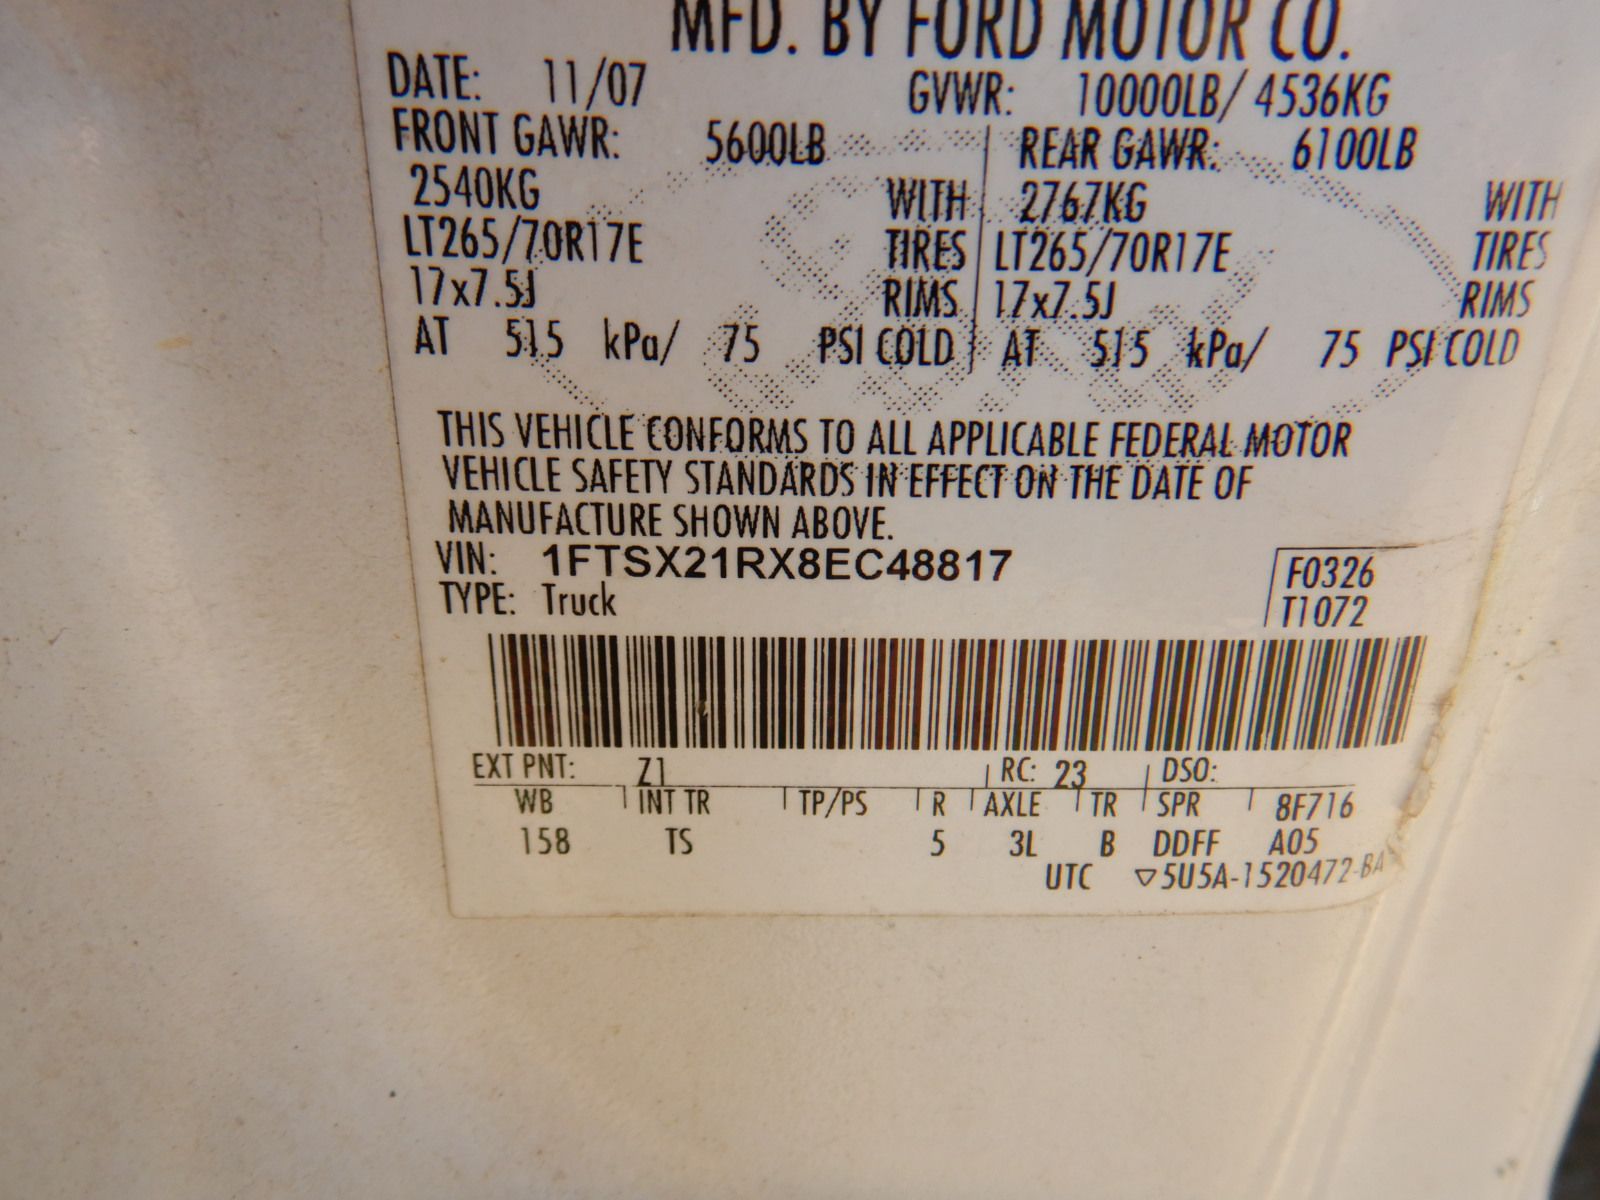 MFD. BY FORD MOTOR CO.
DATE: 11/07 GVWR: 10000LB/ 4536KG
FRONT GAWR: 5600LB REAR GAWR: 6100LB
2540KG WITH 2767KG WITH
LT265/70R17E TIRES LT265/70R17E TIRES
17x7.5J RIMS 17x7.5J RIMS
AT 515 kPa/ 75 PSI COLD AT 515 kPa/ 75 PSI COLD
THIS VEHICLE CONFORMS TO ALL APPLICABLE FEDERAL MOTOR
VEHICLE SAFETY STANDARDS IN EFFECT ON THE DATE OF
MANUFACTURE SHOWN ABOVE.
VIN: 1FTSX21RX8EC48817 F0326
TYPE: Truck T1072
EXT PNT: Z1 RC: 23 DSO:
WB INT TR TP/PS R AXLE TR SPR 8F716
158 TS 5 3L B DDFF A05
UTC ▽5U5A-1520472-BA